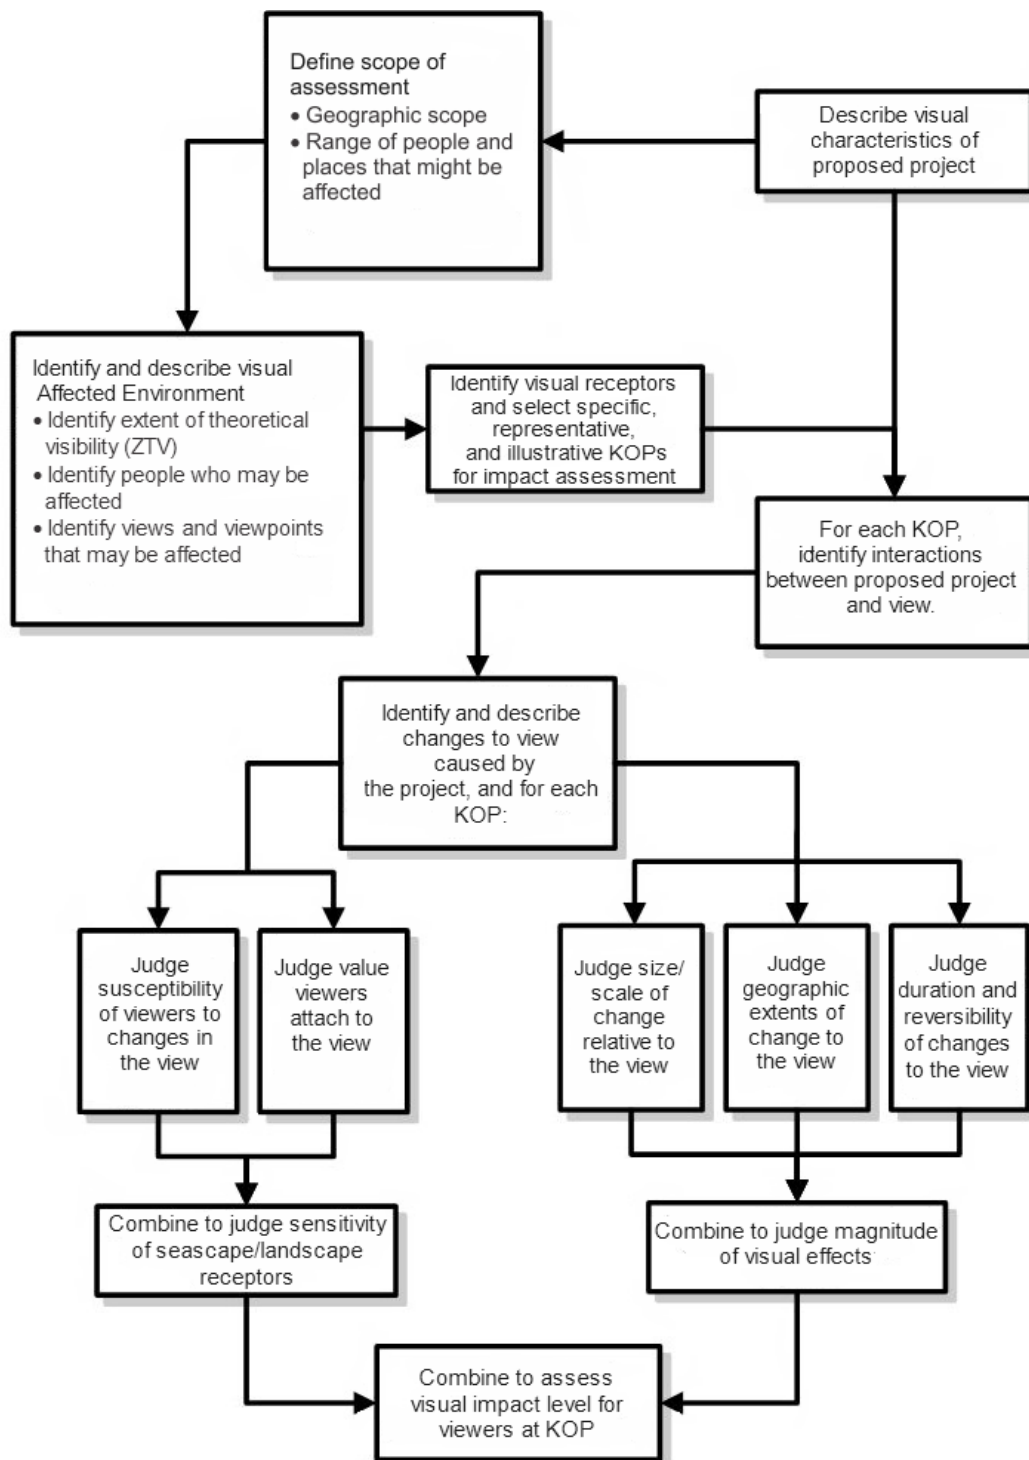 Define scope of
assessment
• Geographic scope
• Range of people and
places that might be
affected
Describe visual
characteristics of
proposed project
Identify and describe visual
Affected Environment
• Identify extent of theoretical
visibility (ZTV)
• Identify people who may be
affected
• Identify views and viewpoints
that may be affected
Identify visual receptors
and select specific,
representative,
and illustrative KOPs
for impact assessment
For each KOP,
identify interactions
between proposed project
and view.
Identify and describe
changes to view
caused by
the project, and for each
KOP:
Judge
susceptibility
of viewers to
changes in
the view
Judge value
viewers
attach to
the view
Judge size/
scale of
change
relative to
the view
Judge
geographic
extents of
change to
the view
Judge
duration and
reversibility
of changes
to the view
Combine to judge sensitivity
of seascape/landscape
receptors
Combine to judge magnitude
of visual effects
Combine to assess
visual impact level for
viewers at KOP